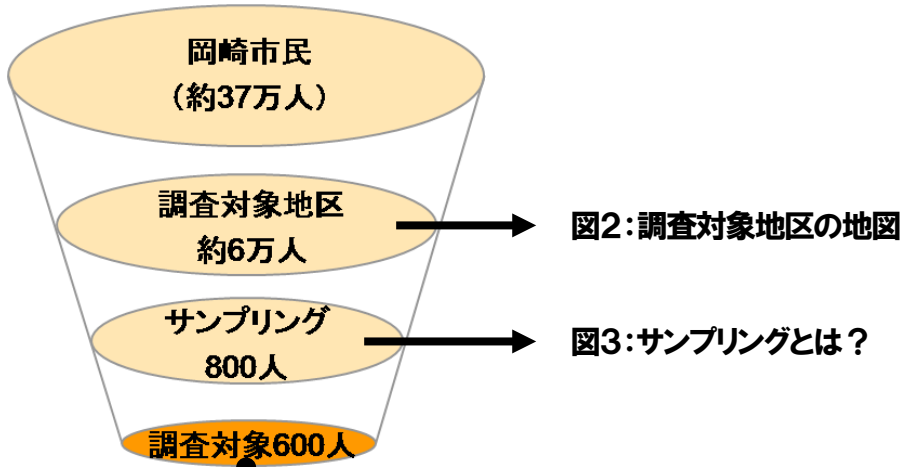 岡崎市民
（約37万人）
調査対象地区
約6万人
図2：調査対象地区の地図
サンプリング
800人
図3：サンプリングとは？
調査対象600人